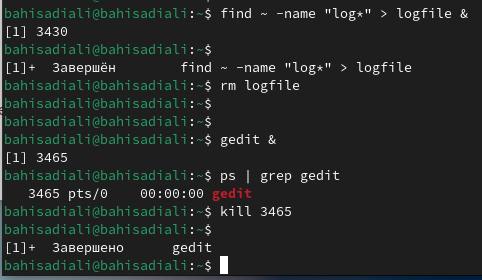 bahisadiali@bahisadiali:~$ find ~ -name "log*" > logfile &
[1] 3430
bahisadiali@bahisadiali:~$
[1]+  Завершён        find ~ -name "log*" > logfile
bahisadiali@bahisadiali:~$ rm logfile
bahisadiali@bahisadiali:~$
bahisadiali@bahisadiali:~$
bahisadiali@bahisadiali:~$ gedit &
[1] 3465
bahisadiali@bahisadiali:~$ ps | grep gedit
   3465 pts/0    00:00:00 gedit
bahisadiali@bahisadiali:~$ kill 3465
bahisadiali@bahisadiali:~$
[1]+  Завершено      gedit
bahisadiali@bahisadiali:~$